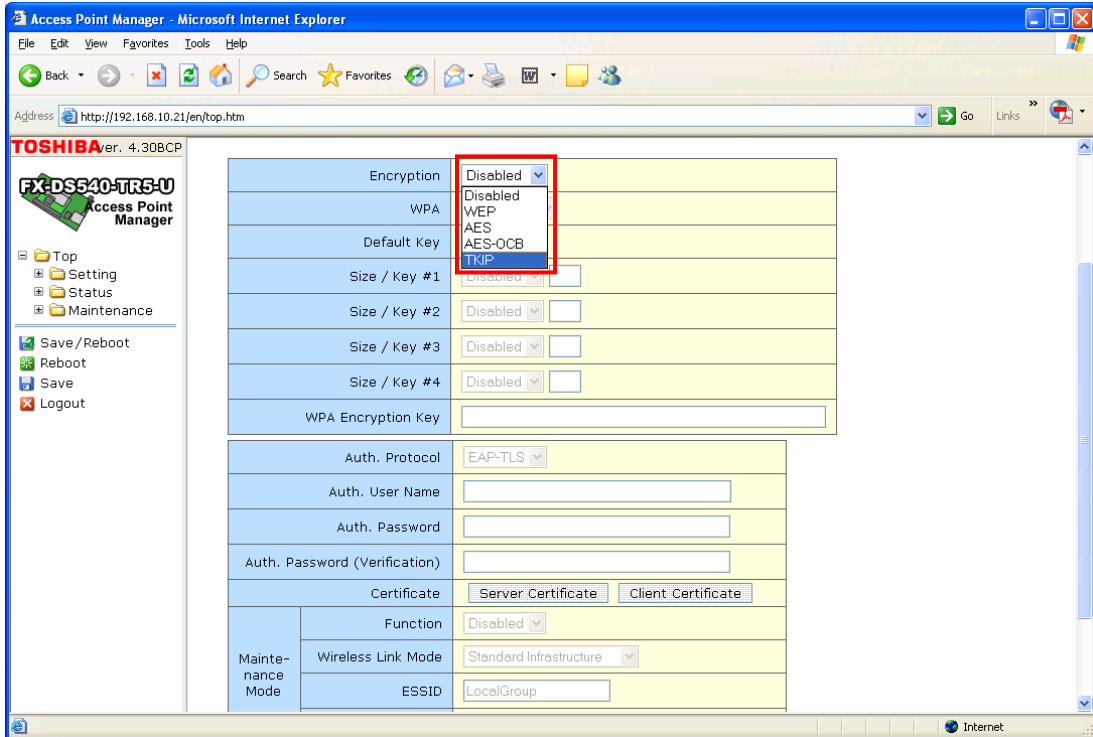 Access Point Manager - Microsoft Internet Explorer
File Edit View Favorites Tools Help
Back Search Favorites
Address http://192.168.10.21/en/top.htm Go Links »
TOSHIBA ver. 4.30BCP
FX-DS540-TR5-U
Access Point
Manager
Top
Setting
Status
Maintenance
Save/Reboot
Reboot
Save
Logout
Encryption Disabled
Disabled
WEP
AES
AES-OCB
TKIP
WPA
Default Key
Size / Key #1 Disabled
Size / Key #2 Disabled
Size / Key #3 Disabled
Size / Key #4 Disabled
WPA Encryption Key
Auth. Protocol EAP-TLS
Auth. User Name
Auth. Password
Auth. Password (Verification)
Certificate Server Certificate Client Certificate
Mainte-
nance
Mode
Function Disabled
Wireless Link Mode Standard Infrastructure
ESSID LocalGroup
Internet